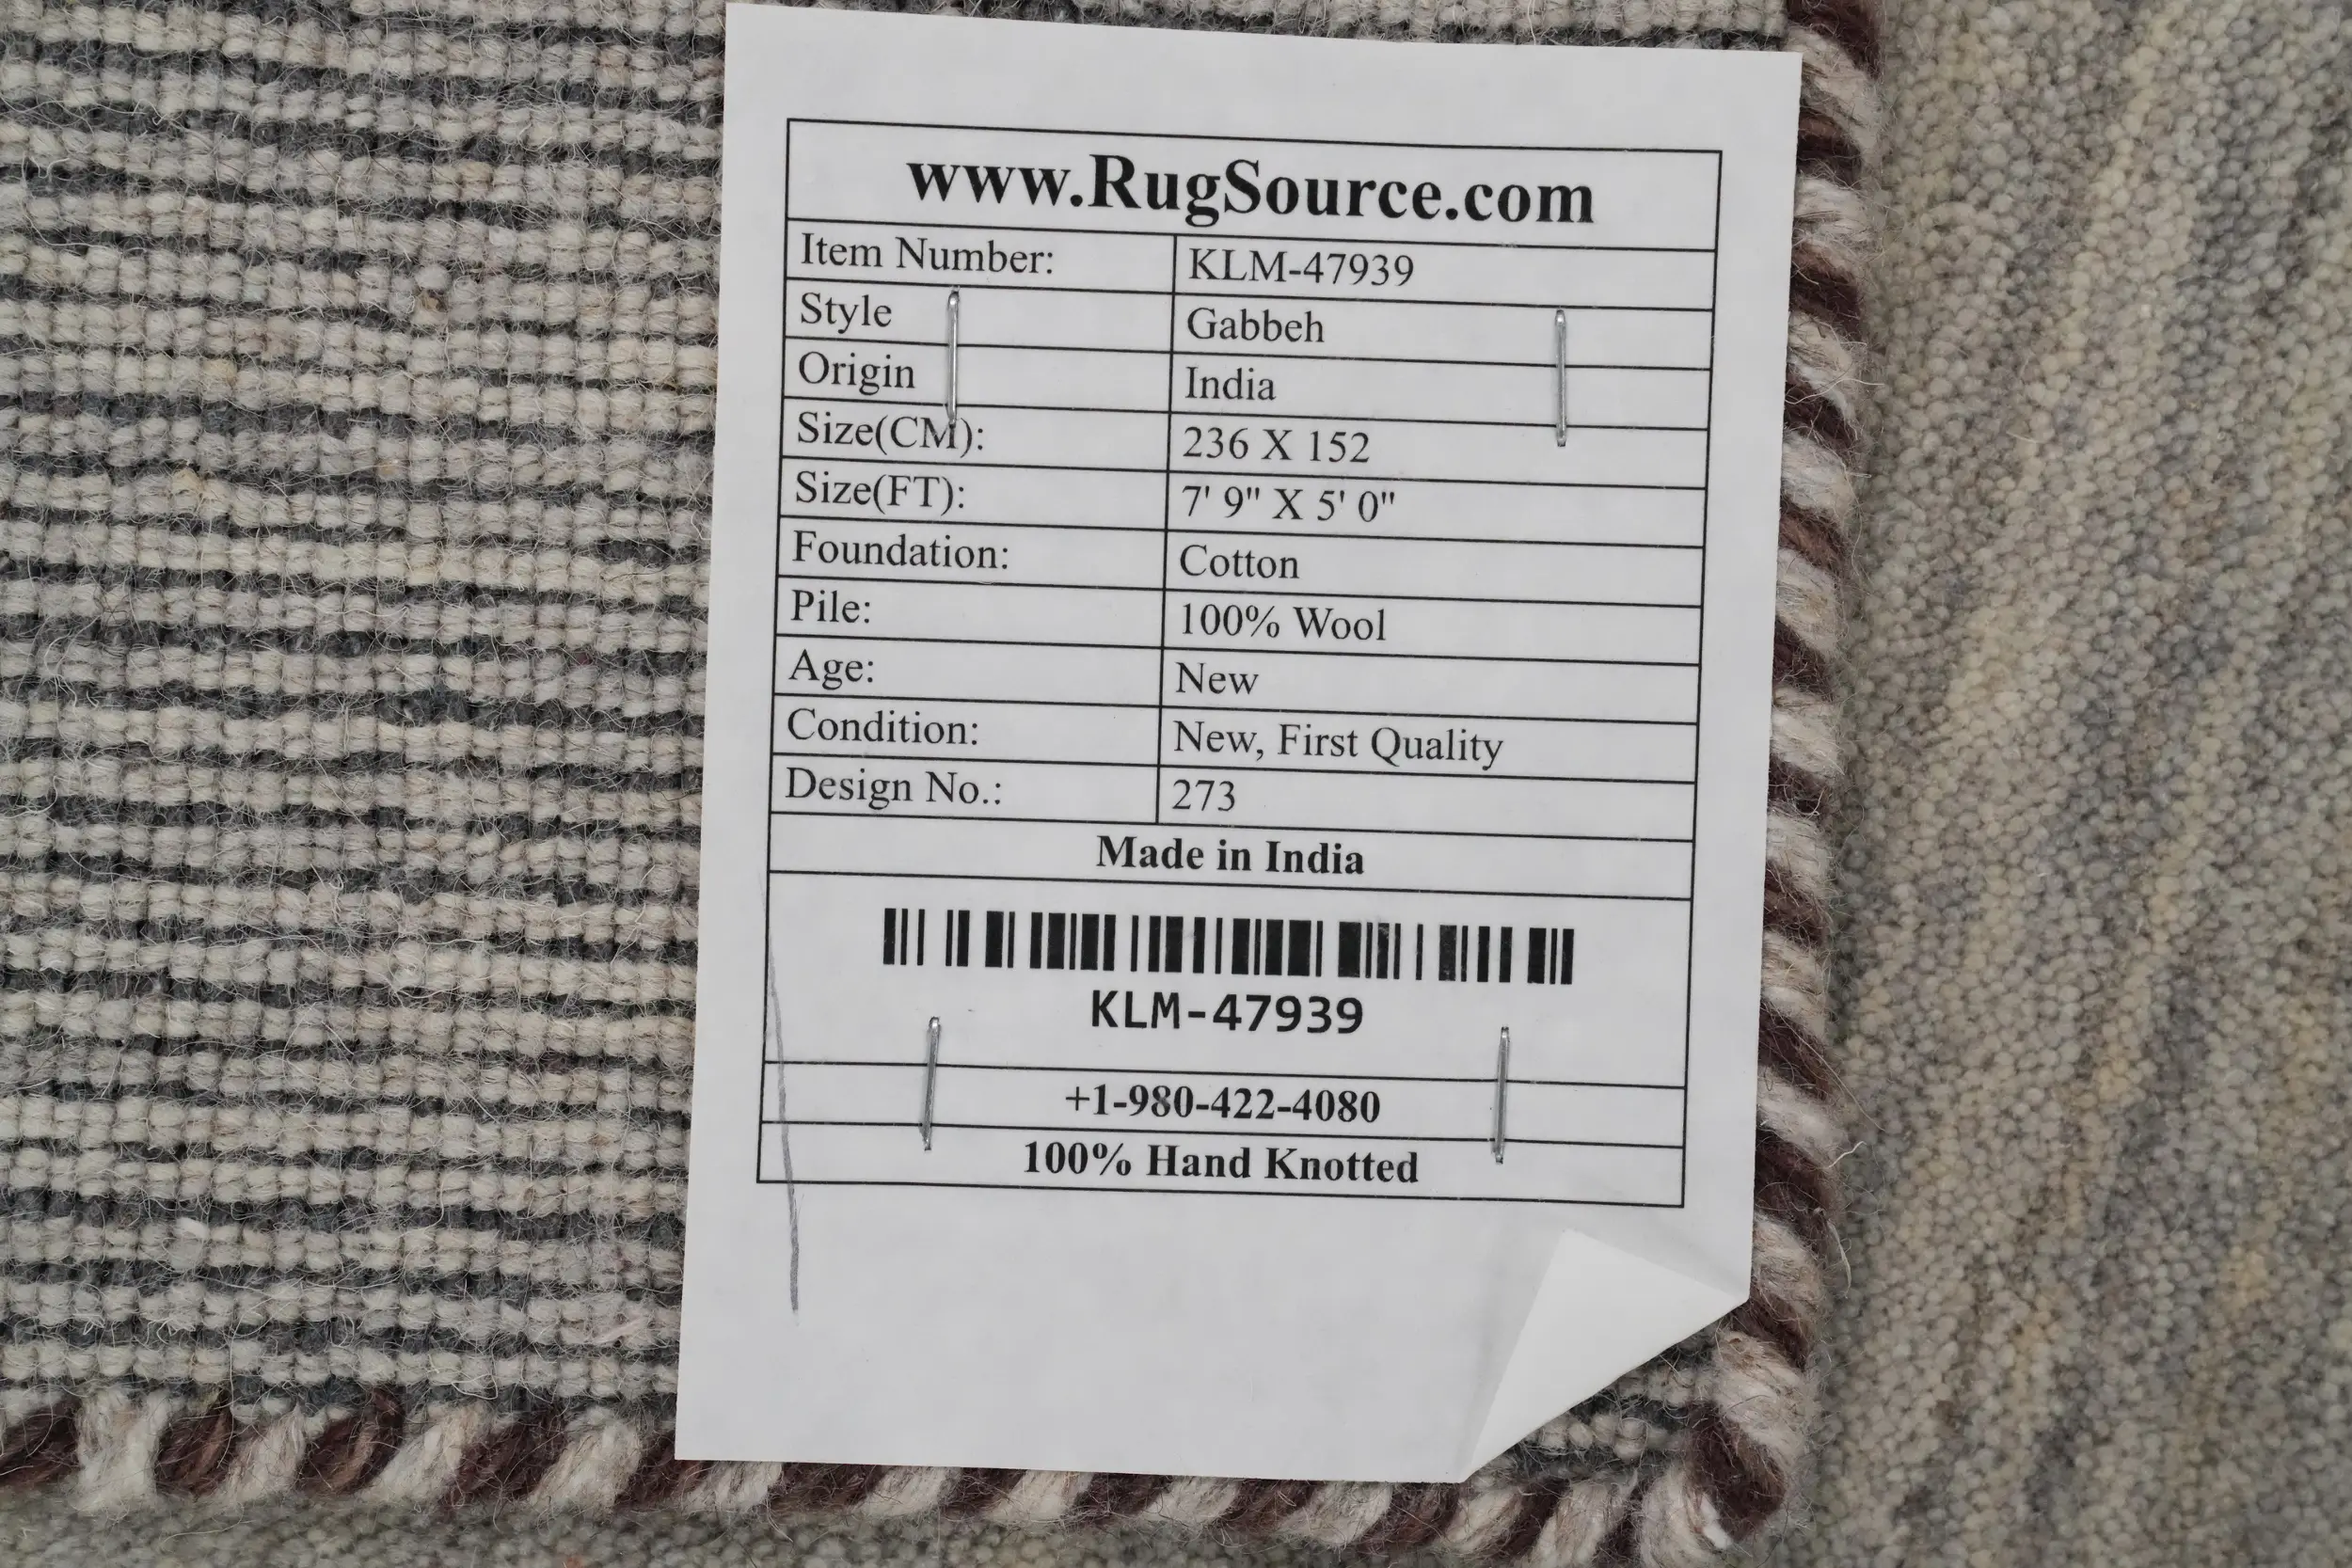 www.RugSource.com
Item Number: KLM-47939
Style Gabbeh
Origin India
Size(CM): 236 X 152
Size(FT): 7' 9" X 5' 0"
Foundation: Cotton
Pile: 100% Wool
Age: New
Condition: New, First Quality
Design No.: 273
Made in India
KLM-47939
+1-980-422-4080
100% Hand Knotted